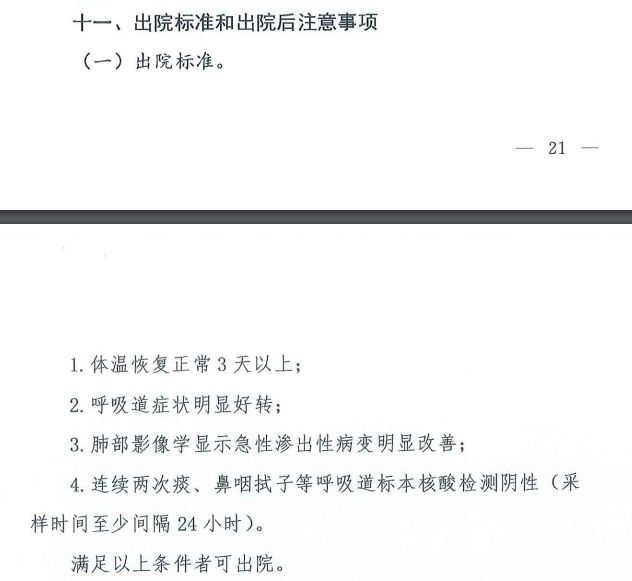 十一、出院标准和出院后注意事项
（一）出院标准。
— 21 —
1.体温恢复正常3天以上；
2.呼吸道症状明显好转；
3.肺部影像学显示急性渗出性病变明显改善；
4.连续两次痰、鼻咽拭子等呼吸道标本核酸检测阴性（采
样时间至少间隔24小时）。
满足以上条件者可出院。